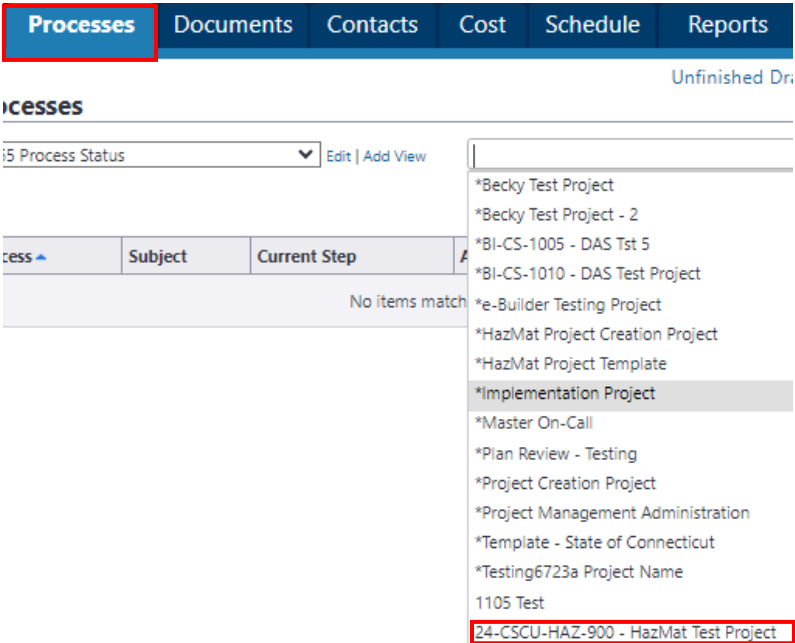 Processes Documents Contacts Cost Schedule Reports
Unfinished
ocesses
Process Status Edit | Add View
*Becky Test Project
*Becky Test Project - 2
*BI-CS-1005 - DAS Tst 5
*BI-CS-1010 - DAS Test Project
Subject Current Step
No items match
*e-Builder Testing Project
*HazMat Project Creation Project
*HazMat Project Template
*Implementation Project
*Master On-Call
*Plan Review - Testing
*Project Creation Project
*Project Management Administration
*Template - State of Connecticut
*Testing6723a Project Name
1105 Test
24-CSCU-HAZ-900 - HazMat Test Project